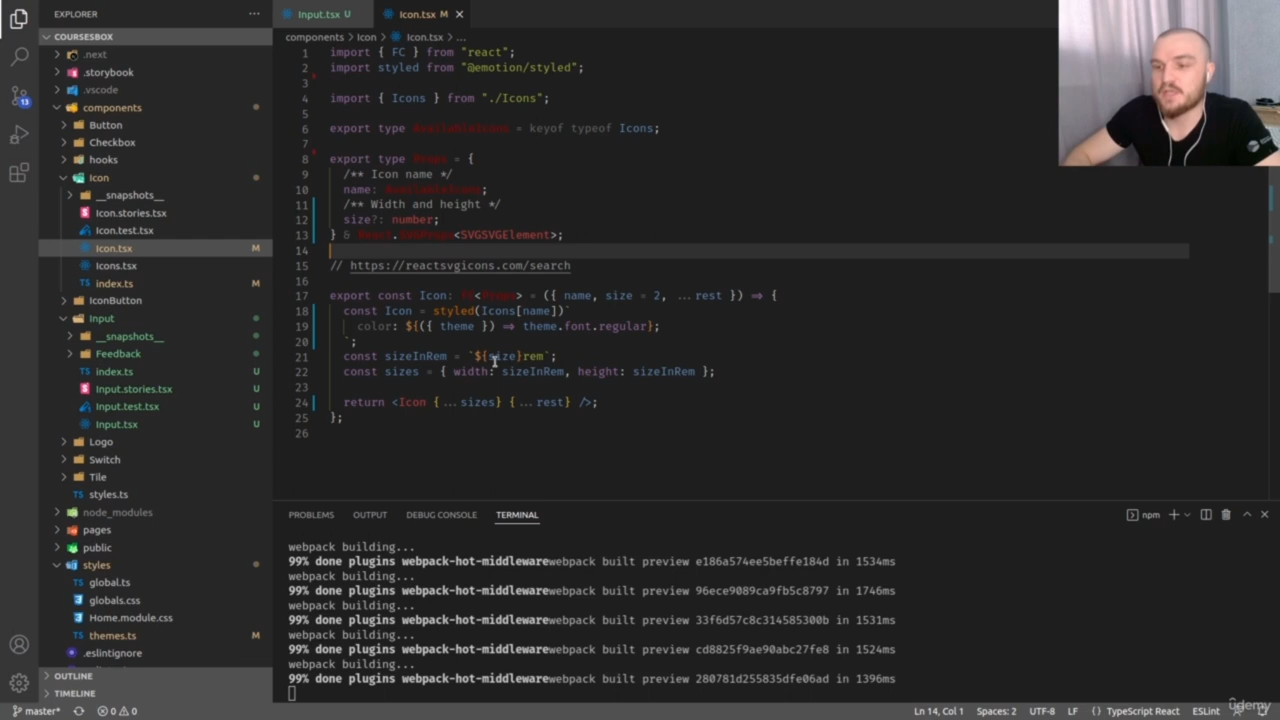 EXPLORER
COURSESBOX
.next
.storybook
.vscode
components
Button
Checkbox
hooks
Icon
__snapshots__
Icon.stories.tsx
Icon.test.tsx
Icon.tsx M
Icons.tsx
index.ts M
IconButton
Input
__snapshots__
Feedback U
index.ts U
Input.stories.tsx U
Input.test.tsx U
Input.tsx U
Logo
Switch
Tile
styles.ts
node_modules
pages
public
styles
global.ts
globals.css
Home.module.css
themes.ts M
.eslintignore
OUTLINE
TIMELINE
13
Input.tsx U
Icon.tsx M
components > Icon > Icon.tsx > ...
1 import { FC } from "react";
2 import styled from "@emotion/styled";
3
4 import { Icons } from "./Icons";
5
6 export type AvailableIcons = keyof typeof Icons;
7
8 export type Props = {
9 /** Icon name */
10 name: AvailableIcons;
11 /** Width and height */
12 size?: number;
13 } & React.SVGProps<SVGSVGElement>;
14
15 // https://reactsvgicons.com/search
16
17 export const Icon: FC<Props> = ({ name, size = 2, ...rest }) => {
18 const Icon = styled(Icons[name])`
19 color: ${({ theme }) => theme.font.regular};
20 `;
21 const sizeInRem = `${size}rem`;
22 const sizes = { width: sizeInRem, height: sizeInRem };
23
24 return <Icon {...sizes} {...rest} />;
25 };
26
PROBLEMS OUTPUT DEBUG CONSOLE TERMINAL
npm
webpack building...
99% done plugins webpack-hot-middlewarewebpack built preview e186a574ee5beffe184d in 1534ms
webpack building...
99% done plugins webpack-hot-middlewarewebpack built preview 96ece9089ca9fb5c8797 in 1746ms
webpack building...
99% done plugins webpack-hot-middlewarewebpack built preview 33f6d57c8c314585300b in 1531ms
webpack building...
99% done plugins webpack-hot-middlewarewebpack built preview cd8825f9ae90abc27fe8 in 1524ms
webpack building...
99% done plugins webpack-hot-middlewarewebpack built preview 280781d255835dfe06ad in 1396ms
master* 0 0
Ln 14, Col 1 Spaces: 2 UTF-8 LF {} TypeScript React ESLint
udemy